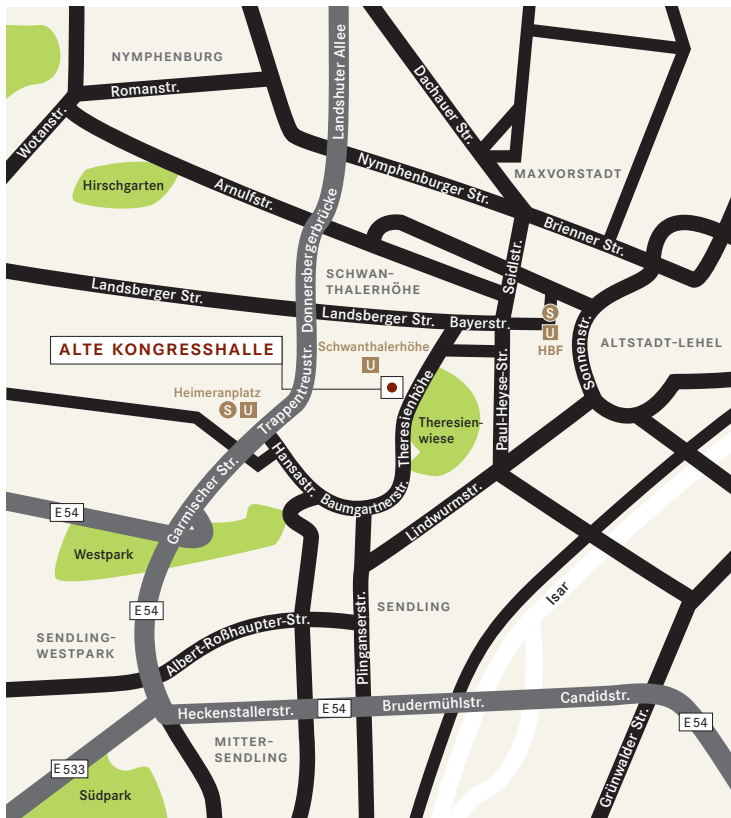 NYMPHENBURG
Landshuter Allee
Dachauer Str.
Romanstr.
Wotanstr.
Nymphenburger Str.
MAXVORSTADT
Hirschgarten
Arnulfstr.
Brienner Str.
Donnersbergerbrücke
Seidlstr.
SCHWAN-
THALERHÖHE
Landsberger Str.
Landsberger Str.
Bayerstr.
S
U
HBF
Sonnenstr.
ALTSTADT-LEHEL
ALTE KONGRESSHALLE
Schwanthalerhöhe
U
Trappentreustr.
Heimeranplatz
S U
Theresienhöhe
Paul-Heyse-Str.
Theresien-
wiese
Hansastr.
Baumgartnerstr.
Lindwurmstr.
Garmischer Str.
E 54
Westpark
E 54
Isar
SENDLING
SENDLING-
WESTPARK
Albert-Roßhaupter-Str.
Plinganserstr.
Heckenstallerstr.
E 54
Brudermühlstr.
Candidstr.
E 54
MITTER-
SENDLING
E 533
Südpark
Grünwalder Str.